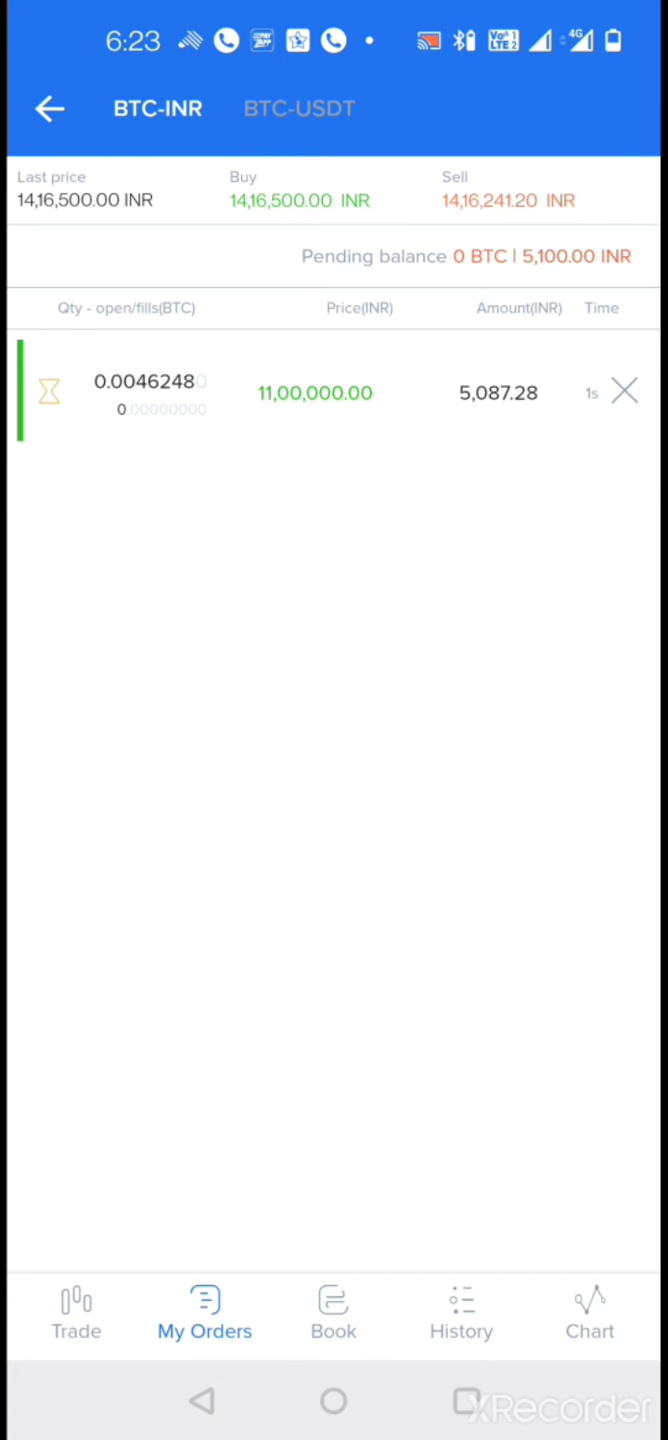 6:23
4G
BTC-INR BTC-USDT
Last price Buy Sell
14,16,500.00 INR 14,16,500.00 INR 14,16,241.20 INR
Pending balance 0 BTC | 5,100.00 INR
Qty - open/fills(BTC) Price(INR) Amount(INR) Time
0.00462480 11,00,000.00 5,087.28 1s
0.00000000
Trade My Orders Book History Chart
XRecorder